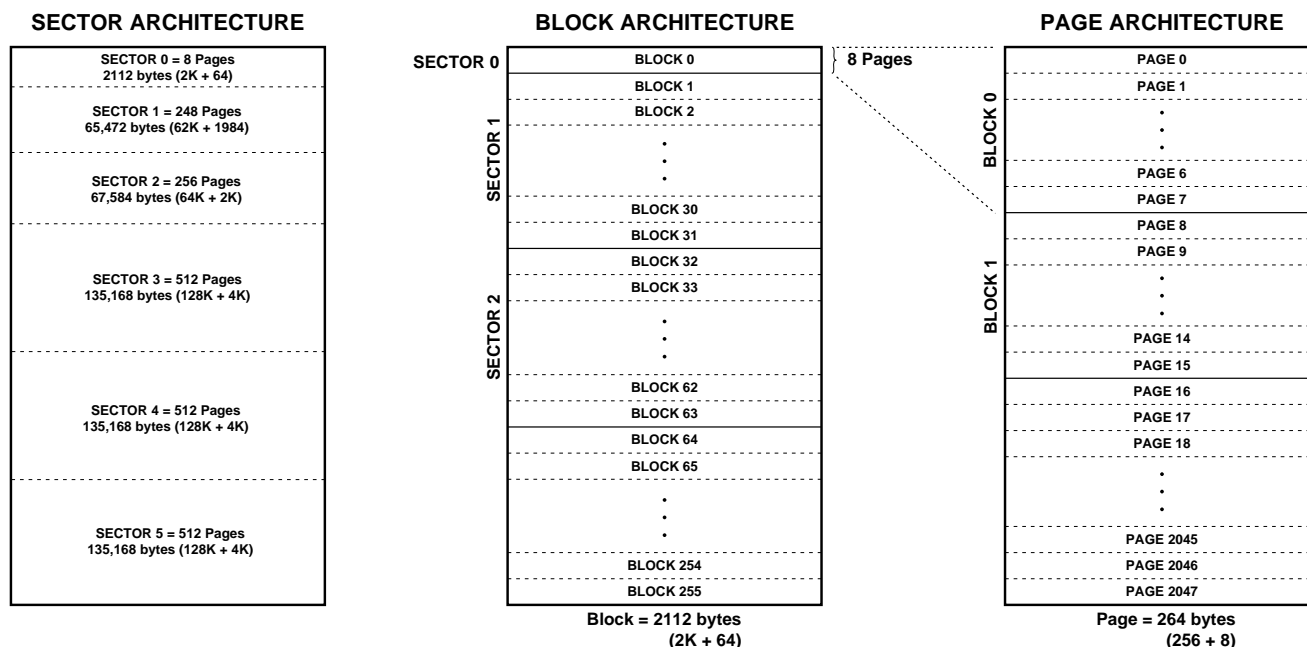 SECTOR ARCHITECTURE
SECTOR 0 = 8 Pages
2112 bytes (2K + 64)
SECTOR 1 = 248 Pages
65,472 bytes (62K + 1984)
SECTOR 2 = 256 Pages
67,584 bytes (64K + 2K)
SECTOR 3 = 512 Pages
135,168 bytes (128K + 4K)
SECTOR 4 = 512 Pages
135,168 bytes (128K + 4K)
SECTOR 5 = 512 Pages
135,168 bytes (128K + 4K)
BLOCK ARCHITECTURE
SECTOR 0
SECTOR 1
SECTOR 2
BLOCK 0
BLOCK 1
BLOCK 2
BLOCK 30
BLOCK 31
BLOCK 32
BLOCK 33
BLOCK 62
BLOCK 63
BLOCK 64
BLOCK 65
BLOCK 254
BLOCK 255
Block = 2112 bytes
(2K + 64)
8 Pages
PAGE ARCHITECTURE
BLOCK 0
BLOCK 1
PAGE 0
PAGE 1
PAGE 6
PAGE 7
PAGE 8
PAGE 9
PAGE 14
PAGE 15
PAGE 16
PAGE 17
PAGE 18
PAGE 2045
PAGE 2046
PAGE 2047
Page = 264 bytes
(256 + 8)